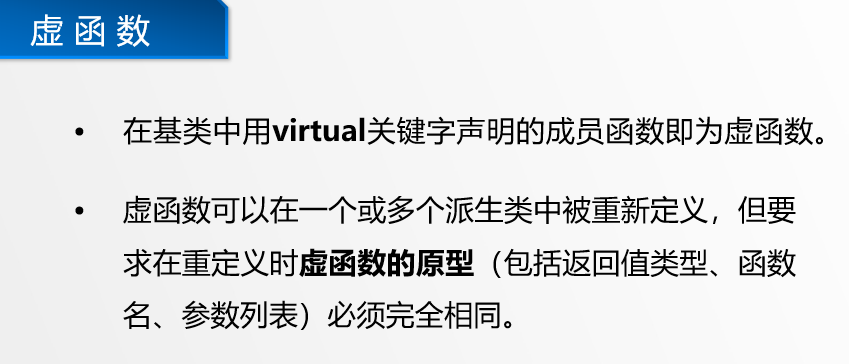 虚函数
• 在基类中用virtual关键字声明的成员函数即为虚函数。
• 虚函数可以在一个或多个派生类中被重新定义，但要
求在重定义时虚函数的原型（包括返回值类型、函数
名、参数列表）必须完全相同。